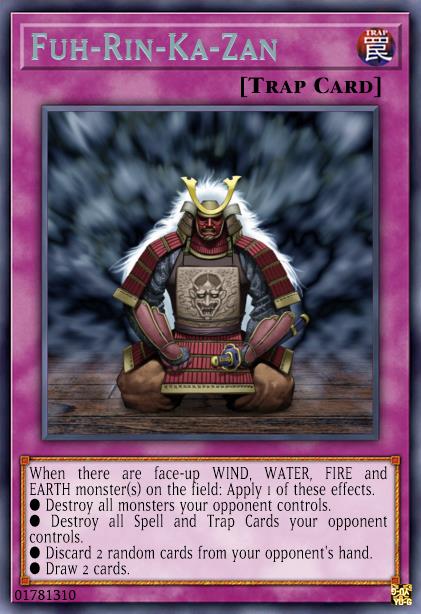 Fuh-Rin-Ka-Zan
TRAP
罠
[Trap Card]
When there are face-up WIND, WATER, FIRE and
EARTH monster(s) on the field: Apply 1 of these effects.
● Destroy all monsters your opponent controls.
● Destroy all Spell and Trap Cards your opponent
controls.
● Discard 2 random cards from your opponent's hand.
● Draw 2 cards.
01781310